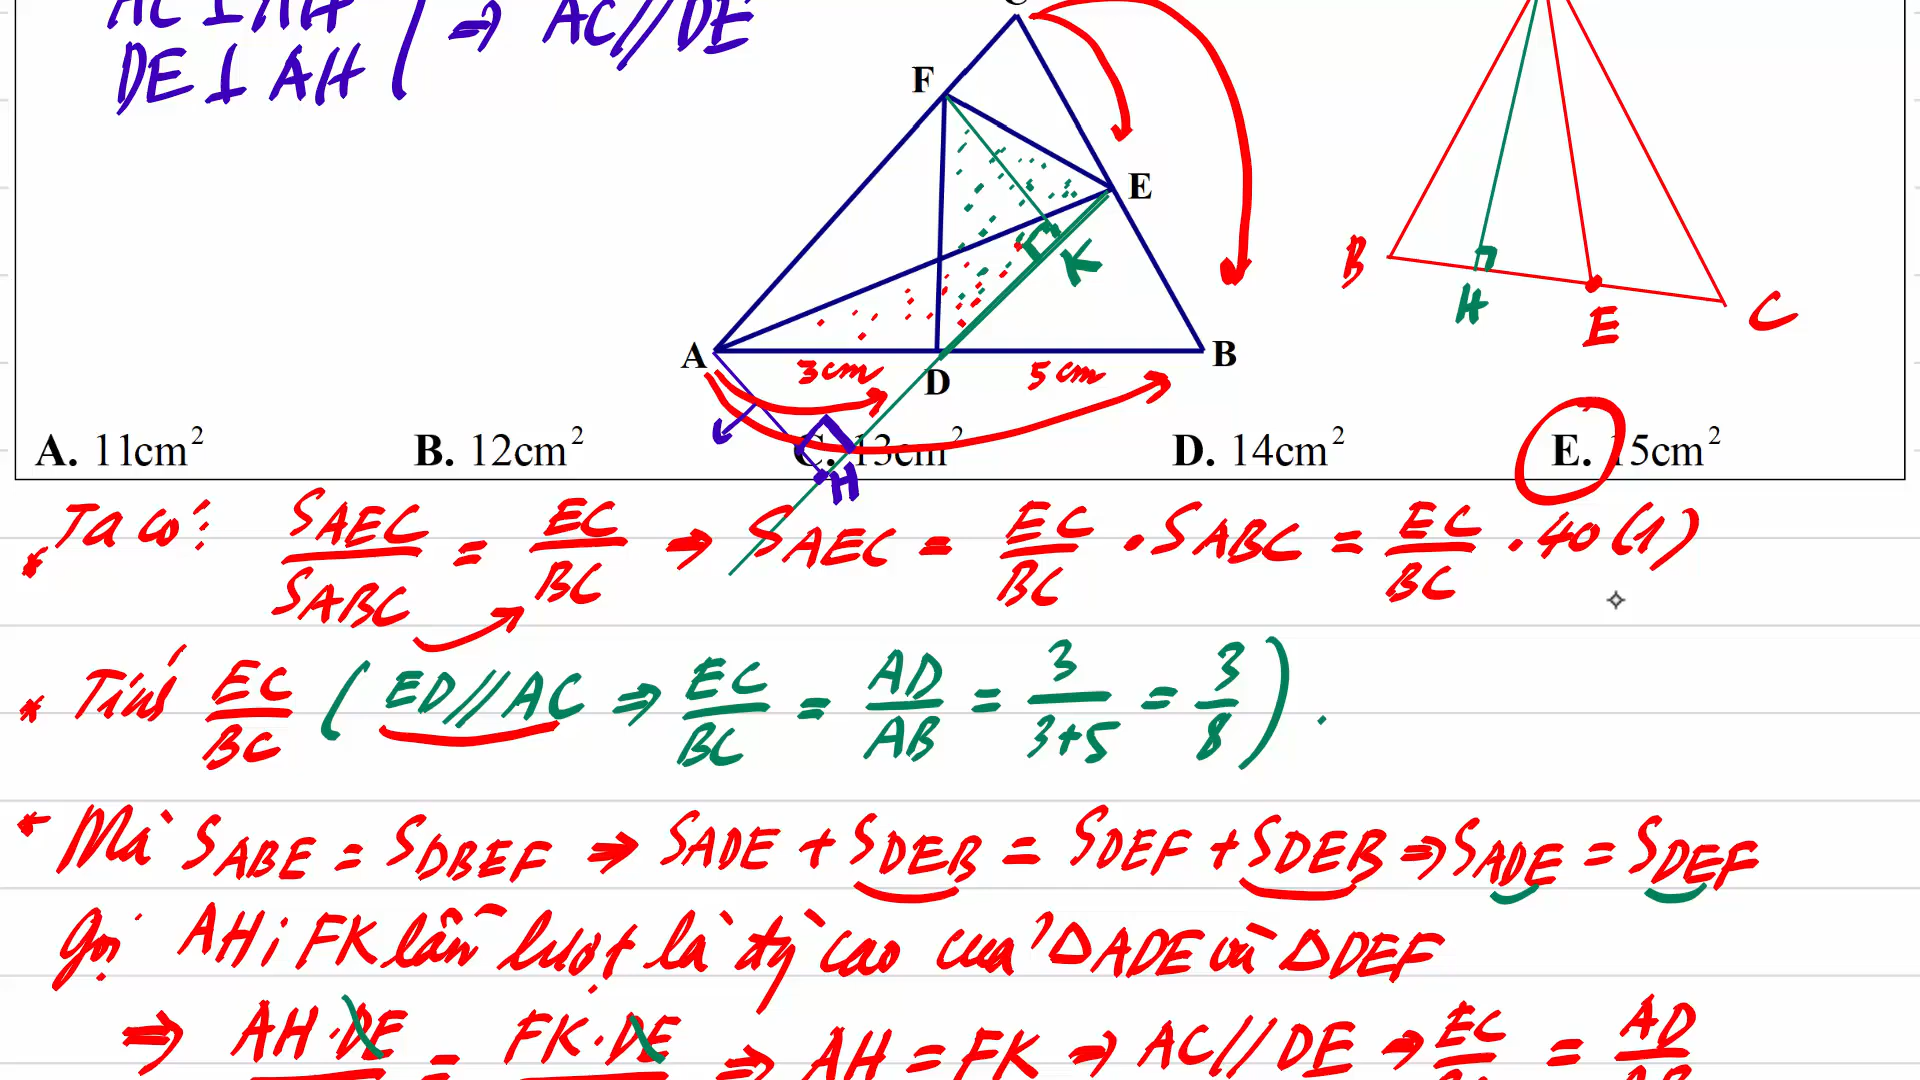 AC ⊥ AH
DE ⊥ AH
⇒ AC // DE
C
F
E
K
A
3cm
D
5cm
B
H
B
H
E
C
A. 11cm²
B. 12cm²
C. 13cm²
D. 14cm²
E. 15cm²
* Ta có: SAEC/SABC = EC/BC ⇒ SAEC = EC/BC . SABC = EC/BC . 40 (1)
* Tính EC/BC ( ED // AC ⇒ EC/BC = AD/AB = 3/(3+5) = 3/8 ) .
* Mà SABE = SDBEF ⇒ SADE + SDEB = SDEF + SDEB ⇒ SADE = SDEF
Gọi AH; FK lần lượt là đg cao của ΔADE và ΔDEF
⇒ AH . DE = FK . DE ⇒ AH = FK ⇒ AC // DE ⇒ EC = AD